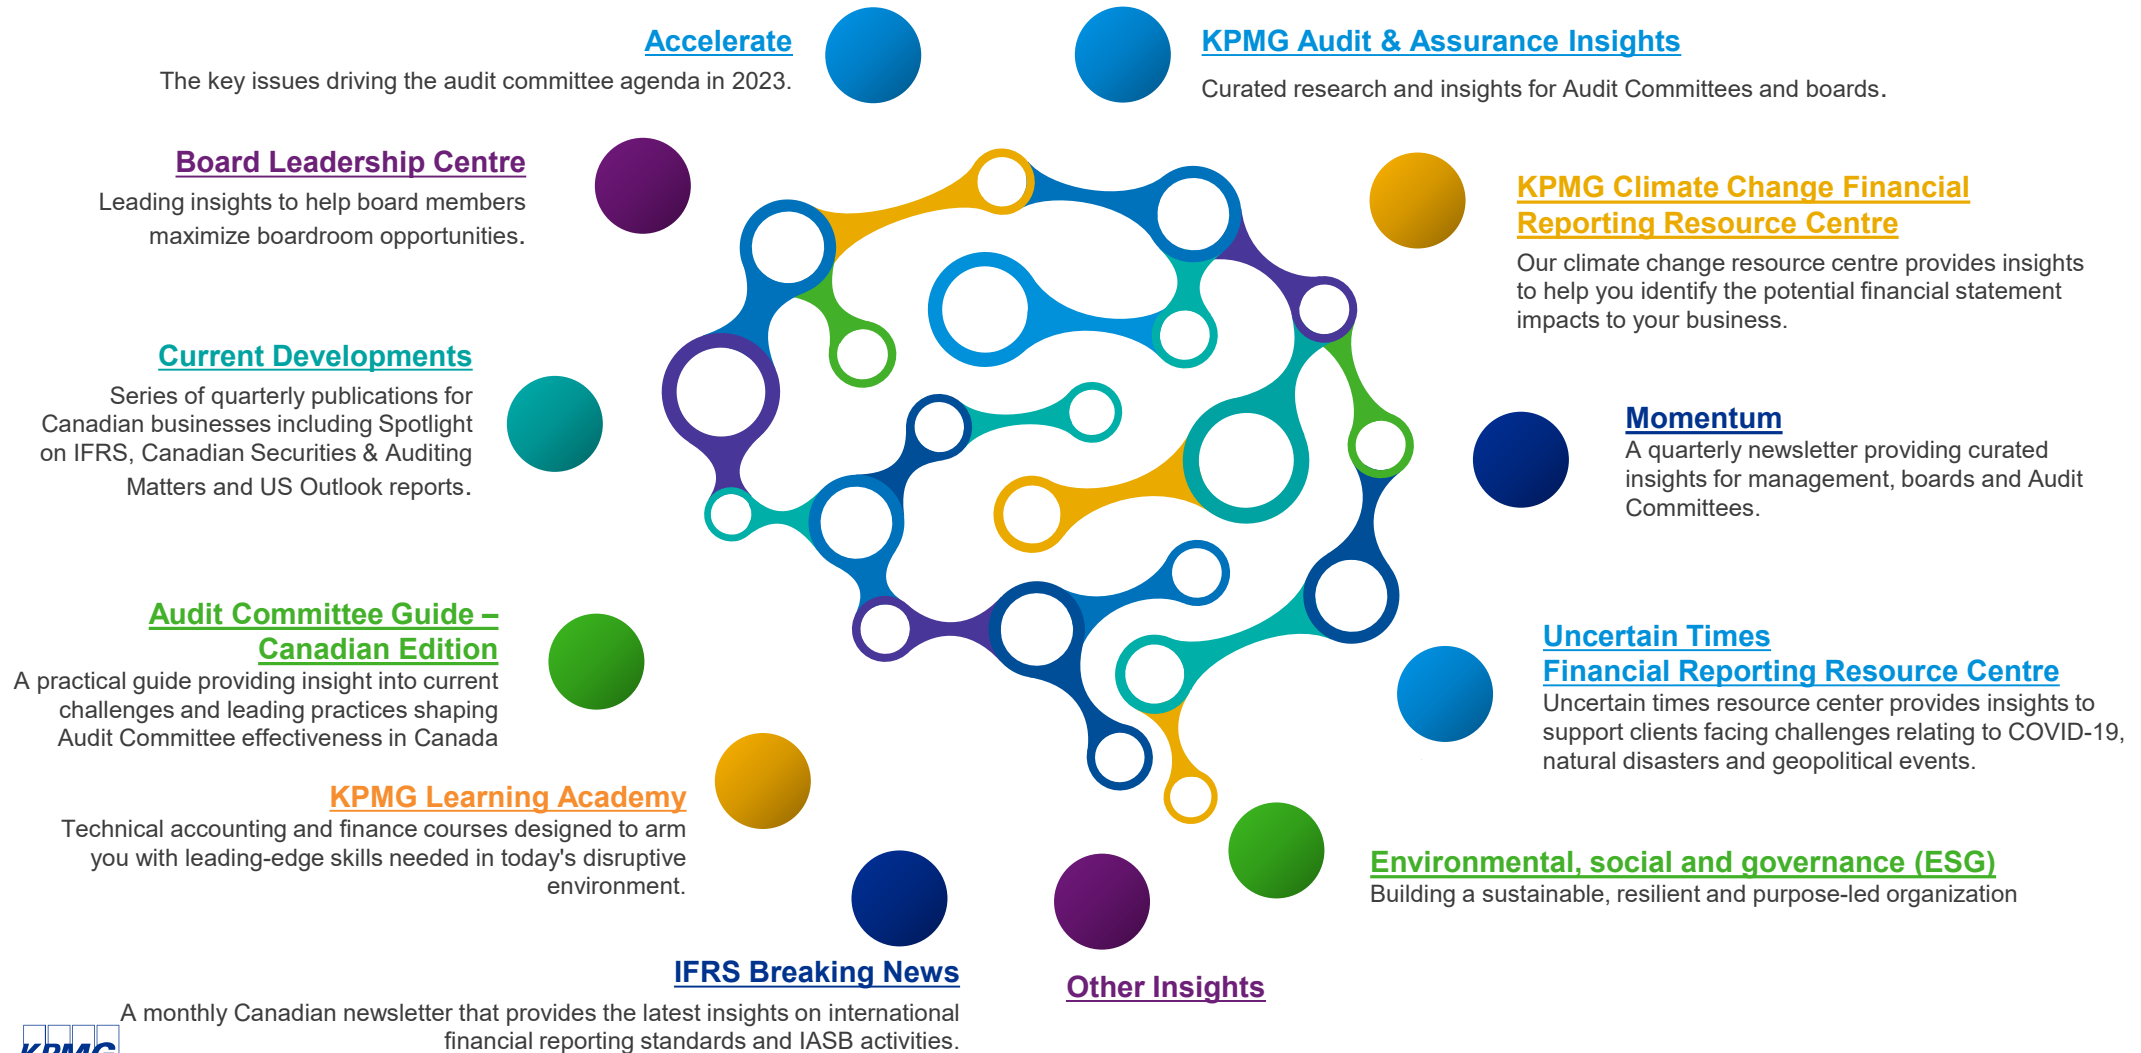 Accelerate
The key issues driving the audit committee agenda in 2023.
KPMG Audit & Assurance Insights
Curated research and insights for Audit Committees and boards.
Board Leadership Centre
Leading insights to help board members
maximize boardroom opportunities.
KPMG Climate Change Financial
Reporting Resource Centre
Our climate change resource centre provides insights
to help you identify the potential financial statement
impacts to your business.
Current Developments
Series of quarterly publications for
Canadian businesses including Spotlight
on IFRS, Canadian Securities & Auditing
Matters and US Outlook reports.
Momentum
A quarterly newsletter providing curated
insights for management, boards and Audit
Committees.
Audit Committee Guide –
Canadian Edition
A practical guide providing insight into current
challenges and leading practices shaping
Audit Committee effectiveness in Canada
Uncertain Times
Financial Reporting Resource Centre
Uncertain times resource center provides insights to
support clients facing challenges relating to COVID-19,
natural disasters and geopolitical events.
KPMG Learning Academy
Technical accounting and finance courses designed to arm
you with leading-edge skills needed in today's disruptive
environment.
Environmental, social and governance (ESG)
Building a sustainable, resilient and purpose-led organization
IFRS Breaking News
A monthly Canadian newsletter that provides the latest insights on international
financial reporting standards and IASB activities.
Other Insights
KPMG